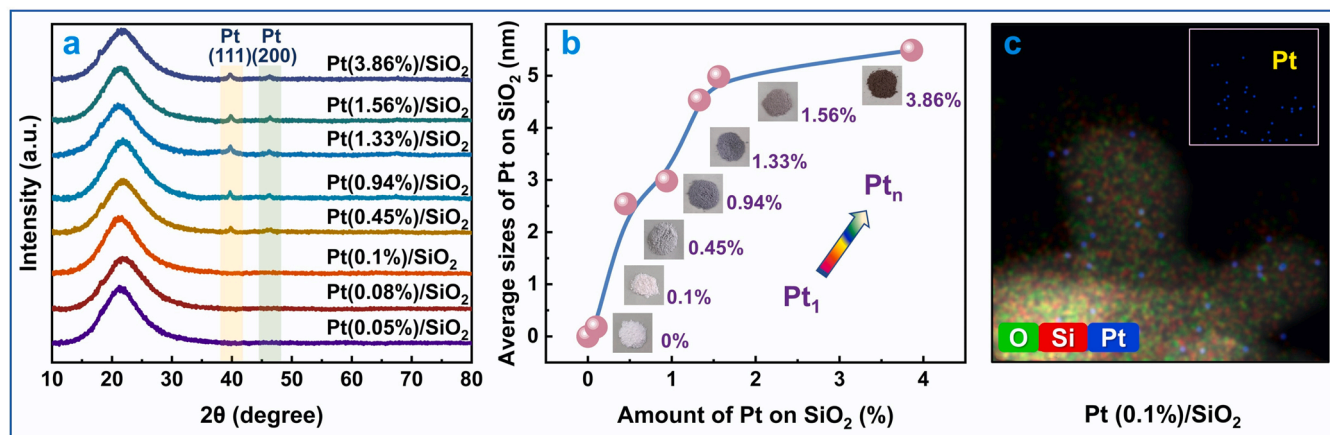 a
Pt
(111)
Pt
(200)
Pt(3.86%)/SiO₂
Pt(1.56%)/SiO₂
Pt(1.33%)/SiO₂
Pt(0.94%)/SiO₂
Pt(0.45%)/SiO₂
Pt(0.1%)/SiO₂
Pt(0.08%)/SiO₂
Pt(0.05%)/SiO₂
Intensity (a.u.)
10 20 30 40 50 60 70 80
2θ (degree)
b
Average sizes of Pt on SiO₂ (nm)
5
4
3
2
1
0
3.86%
1.56%
1.33%
0.94%
0.45%
0.1%
0%
Ptn
Pt₁
0 1 2 3 4
Amount of Pt on SiO₂ (%)
c
Pt
O Si Pt
Pt (0.1%)/SiO₂